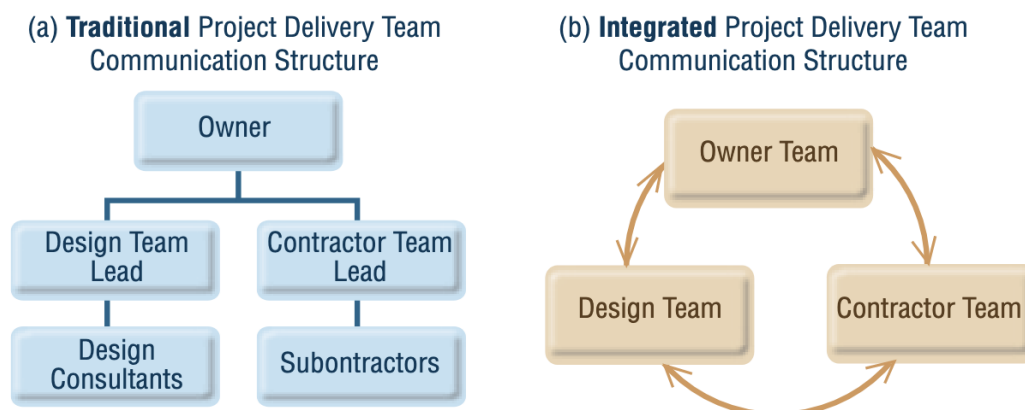 (a) Traditional Project Delivery Team
Communication Structure
Owner
Design Team
Lead
Contractor Team
Lead
Design
Consultants
Subontractors
(b) Integrated Project Delivery Team
Communication Structure
Owner Team
Design Team
Contractor Team